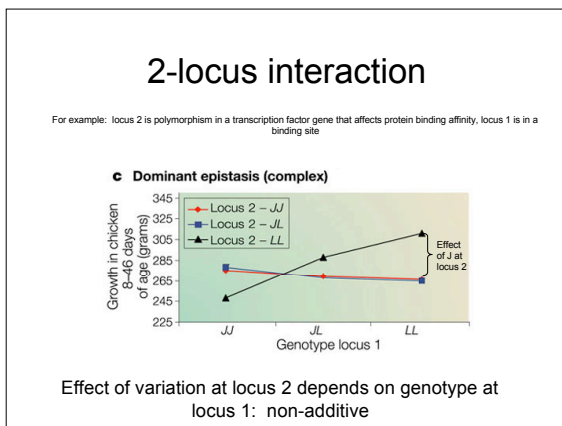 2-locus interaction
For example: locus 2 is polymorphism in a transcription factor gene that affects protein binding affinity, locus 1 is in a
binding site
c Dominant epistasis (complex)
Growth in chicken
8–46 days
of age (grams)
345
325
305
285
265
245
225
Locus 2 – JJ
Locus 2 – JL
Locus 2 – LL
Effect
of J at
locus 2
JJ JL LL
Genotype locus 1
Effect of variation at locus 2 depends on genotype at
locus 1: non-additive